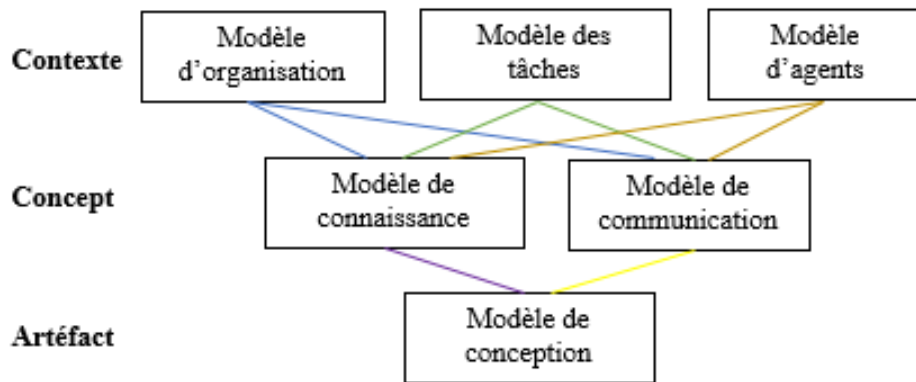 Contexte
Modèle
d'organisation
Modèle des
tâches
Modèle
d'agents
Concept
Modèle de
connaissance
Modèle de
communication
Artéfact
Modèle de
conception